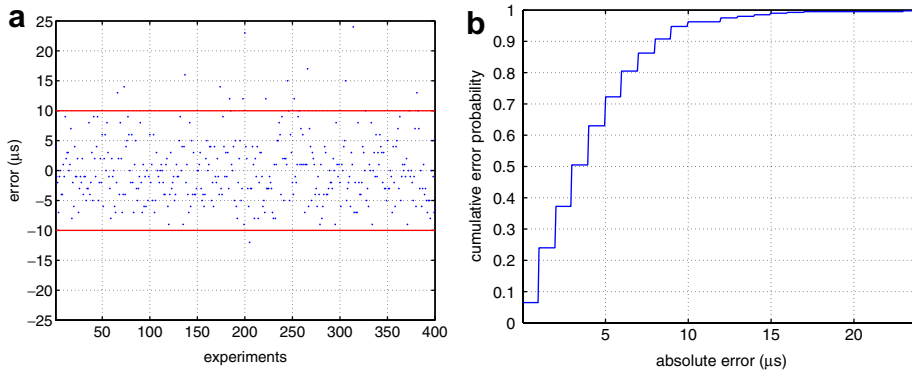 a
25
20
15
10
5
0
−5
−10
−15
−20
−25
error (μs)
50 100 150 200 250 300 350 400
experiments
b
1
0.9
0.8
0.7
0.6
0.5
0.4
0.3
0.2
0.1
0
cumulative error probability
5 10 15 20
absolute error (μs)